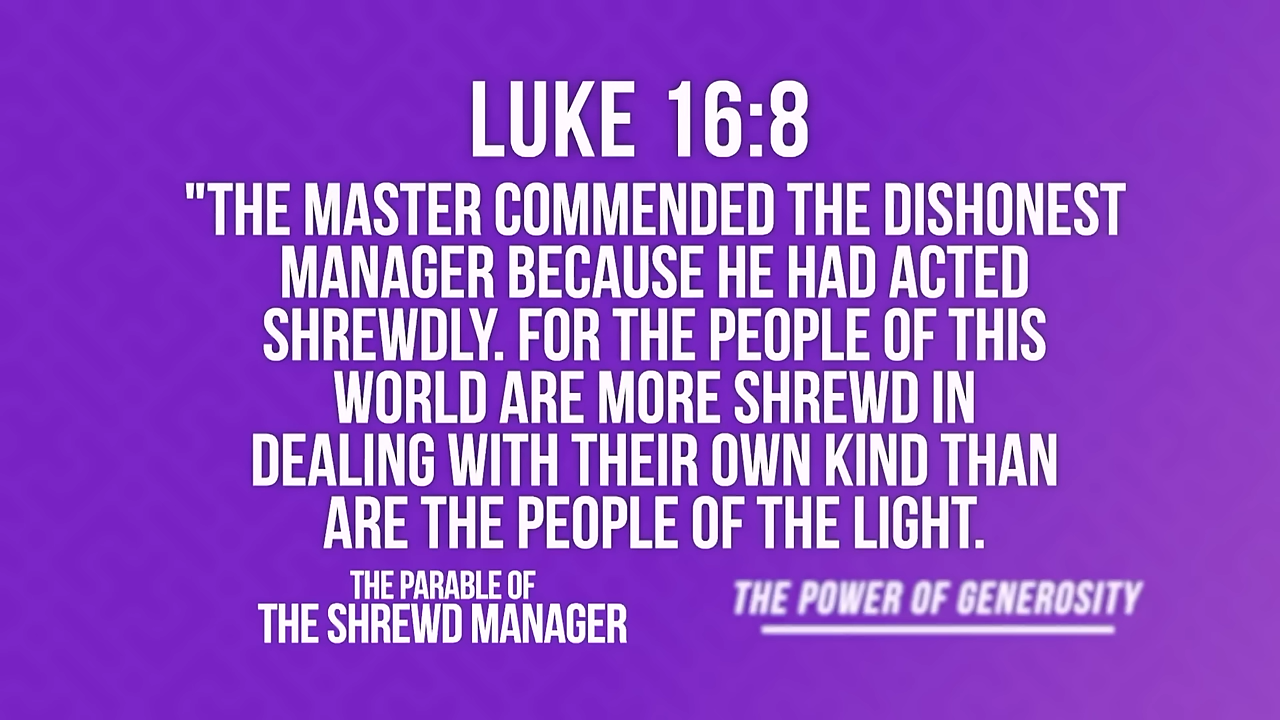 LUKE 16:8
"THE MASTER COMMENDED THE DISHONEST
MANAGER BECAUSE HE HAD ACTED
SHREWDLY. FOR THE PEOPLE OF THIS
WORLD ARE MORE SHREWD IN
DEALING WITH THEIR OWN KIND THAN
ARE THE PEOPLE OF THE LIGHT.
THE PARABLE OF
THE SHREWD MANAGER
THE POWER OF GENEROSITY